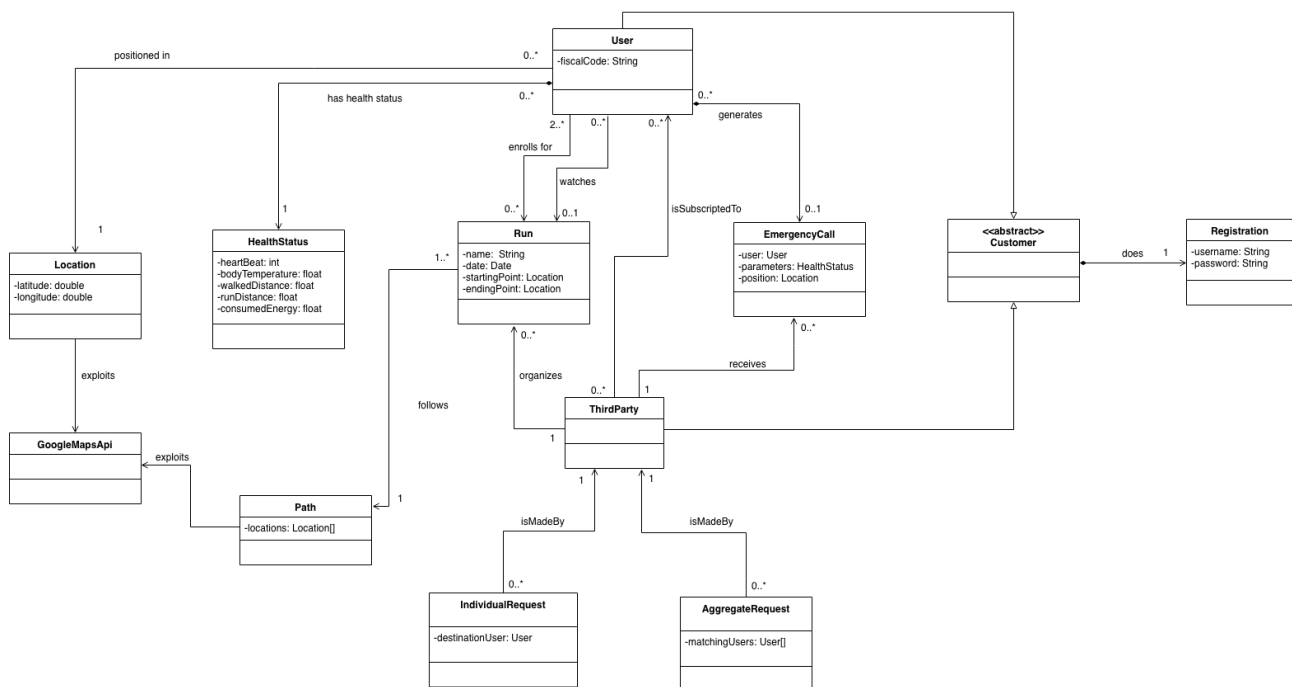 User
-fiscalCode: String
positioned in
0..*
has health status
0..*
0..*
generates
2..*
0..*
0..*
enrolls for
watches
isSubscriptedTo
0..*
0..1
0..1
1
1
Location
-latitude: double
-longitude: double
HealthStatus
-heartBeat: int
-bodyTemperature: float
-walkedDistance: float
-runDistance: float
-consumedEnergy: float
1..*
Run
-name:  String
-date: Date
-startingPoint: Location
-endingPoint: Location
EmergencyCall
-user: User
-parameters: HealthStatus
-position: Location
<<abstract>>
Customer
does
1
Registration
-username: String
-password: String
0..*
0..*
exploits
organizes
receives
follows
0..*
1
ThirdParty
1
GoogleMapsApi
exploits
1
1
1
Path
-locations: Location[]
isMadeBy
isMadeBy
0..*
0..*
IndividualRequest
-destinationUser: User
AggregateRequest
-matchingUsers: User[]